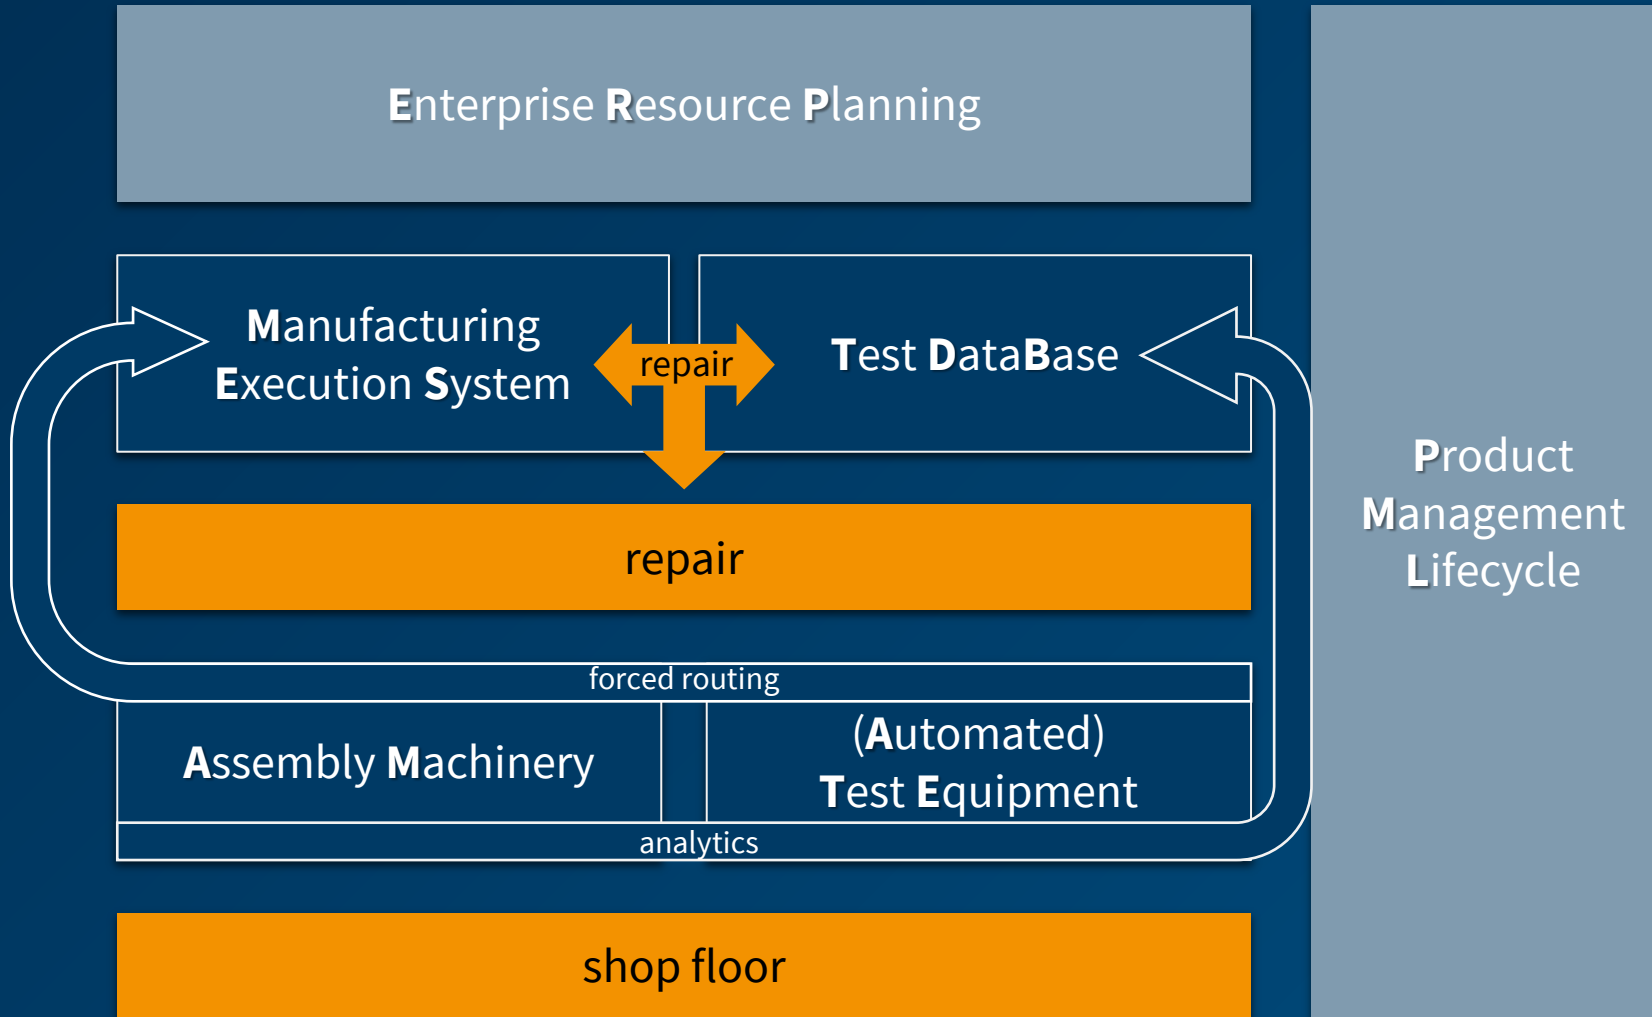 Enterprise Resource Planning
Manufacturing
Execution System
repair
Test DataBase
Product
Management
Lifecycle
repair
forced routing
Assembly Machinery
(Automated)
Test Equipment
analytics
shop floor